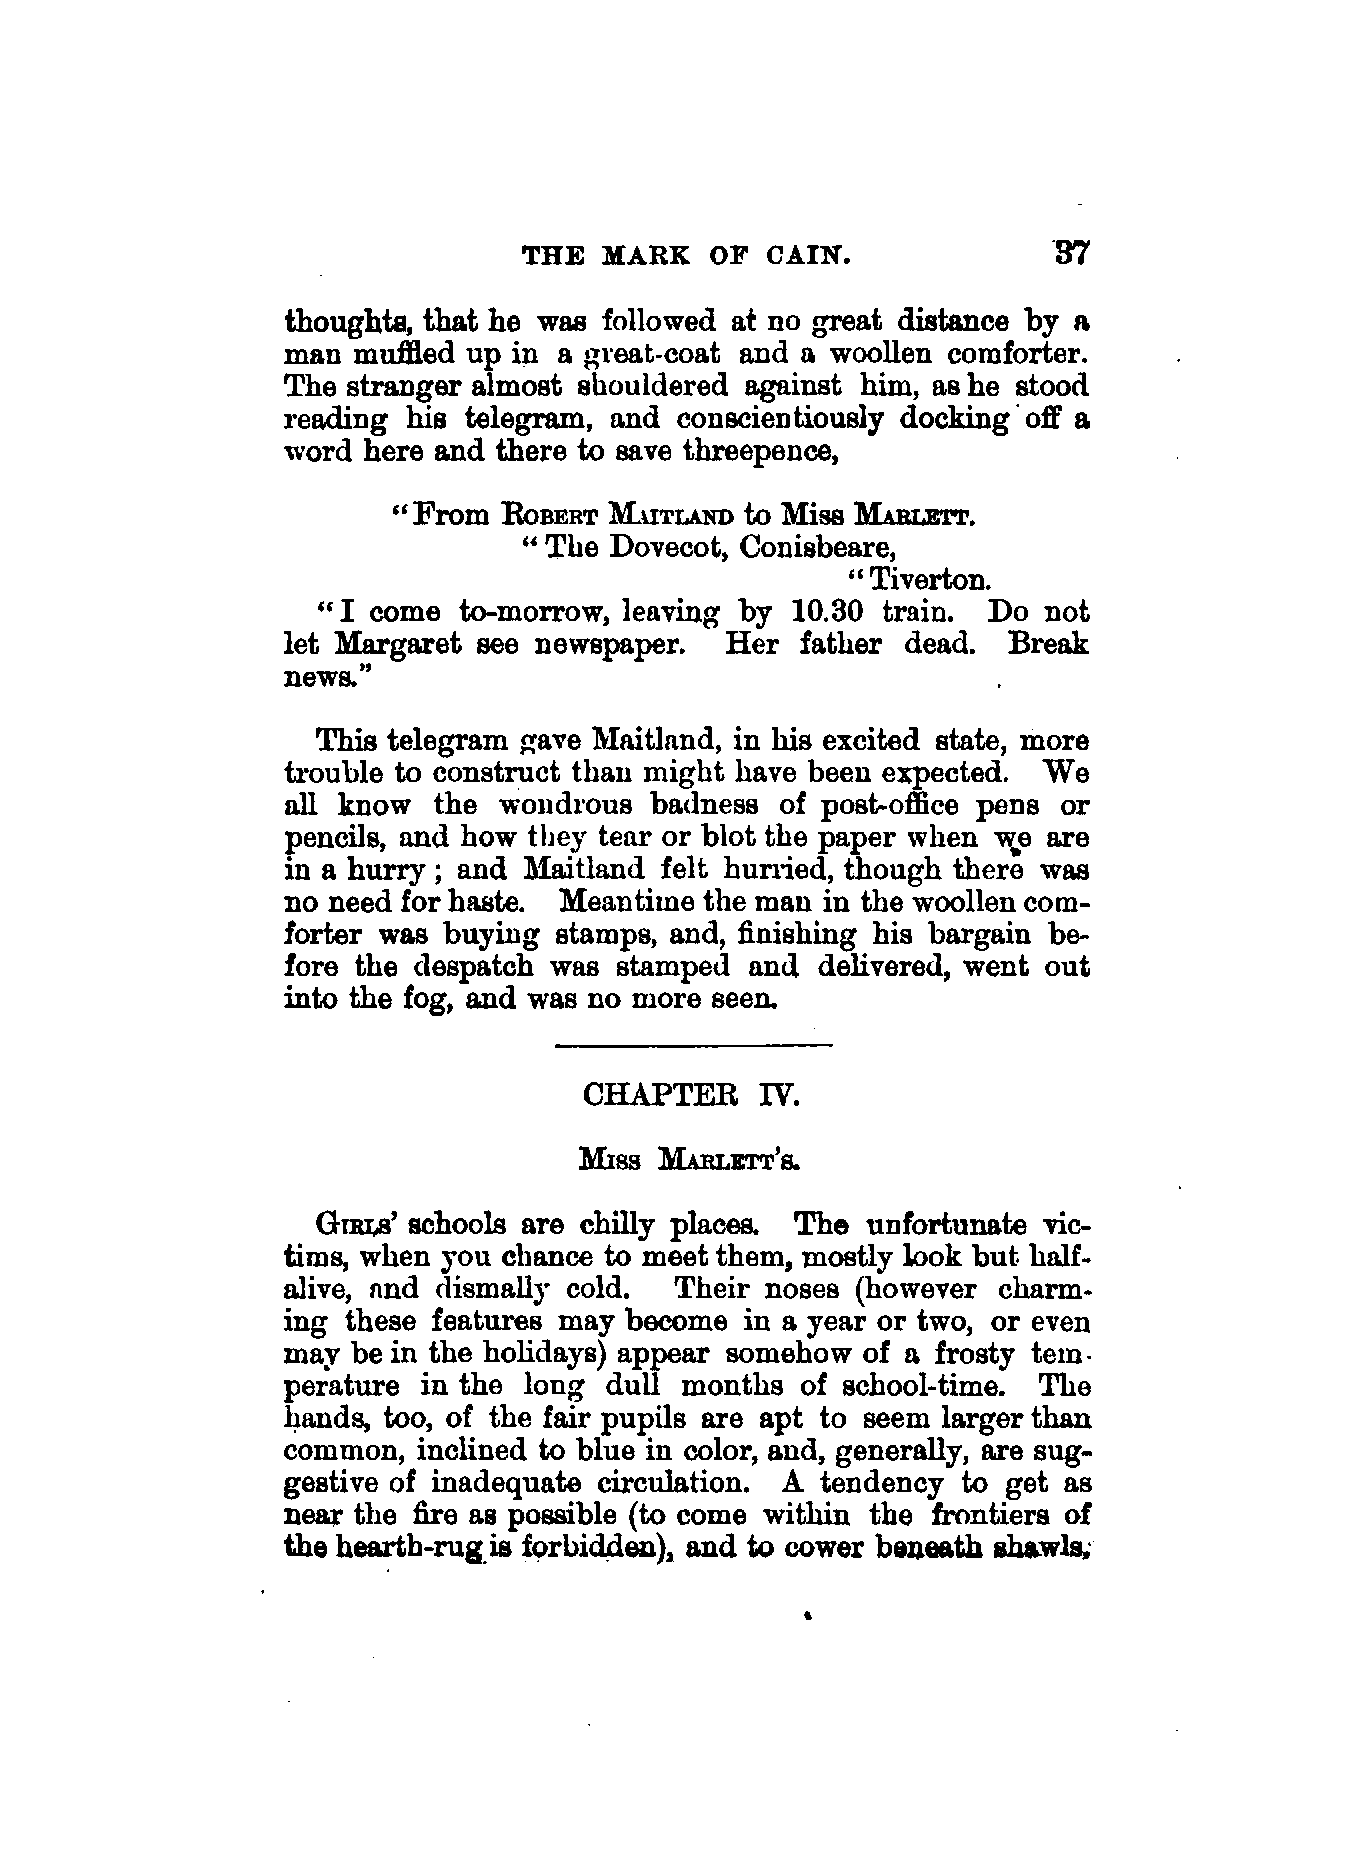 THE MARK OF CAIN. 37
thoughts, that he was followed at no great distance by a
man muffled up in a great-coat and a woollen comforter.
The stranger almost shouldered against him, as he stood
reading his telegram, and conscientiously docking off a
word here and there to save threepence,
“From ROBERT MAITLAND to Miss MARLETT.
“The Dovecot, Conisbeare,
“Tiverton.
“I come to-morrow, leaving by 10.30 train. Do not
let Margaret see newspaper. Her father dead. Break
news.”
This telegram gave Maitland, in his excited state, more
trouble to construct than might have been expected. We
all know the wondrous badness of post-office pens or
pencils, and how they tear or blot the paper when we are
in a hurry; and Maitland felt hurried, though there was
no need for haste. Meantime the man in the woollen com-
forter was buying stamps, and, finishing his bargain be-
fore the despatch was stamped and delivered, went out
into the fog, and was no more seen.
CHAPTER IV.
MISS MARLETT'S.
GIRLS' schools are chilly places. The unfortunate vic-
tims, when you chance to meet them, mostly look but half-
alive, and dismally cold. Their noses (however charm-
ing these features may become in a year or two, or even
may be in the holidays) appear somehow of a frosty tem-
perature in the long dull months of school-time. The
hands, too, of the fair pupils are apt to seem larger than
common, inclined to blue in color, and, generally, are sug-
gestive of inadequate circulation. A tendency to get as
near the fire as possible (to come within the frontiers of
the hearth-rug is forbidden), and to cower beneath shawls,